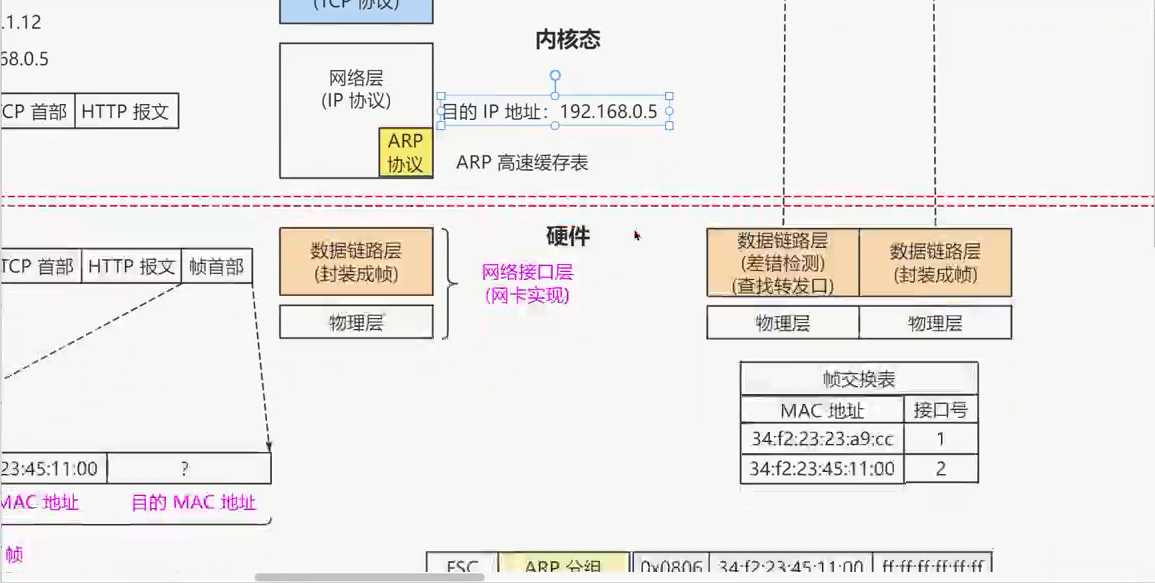 (TCP 协议)
.1.12
68.0.5
内核态
网络层
(IP 协议)
目的 IP 地址：192.168.0.5
CP 首部 HTTP 报文
ARP
协议
ARP 高速缓存表
硬件
数据链路层
(封装成帧)
网络接口层
(网卡实现)
数据链路层
(差错检测)
(查找转发口)
数据链路层
(封装成帧)
TCP 首部 HTTP 报文 帧首部
物理层
物理层 物理层
帧交换表
MAC 地址 接口号
34:f2:23:23:a9:cc 1
34:f2:23:45:11:00 2
23:45:11:00 ?
MAC 地址 目的 MAC 地址
帧
FSC ARP 分组 0x0806 34:f2:23:45:11:00 ff:ff:ff:ff:ff:ff